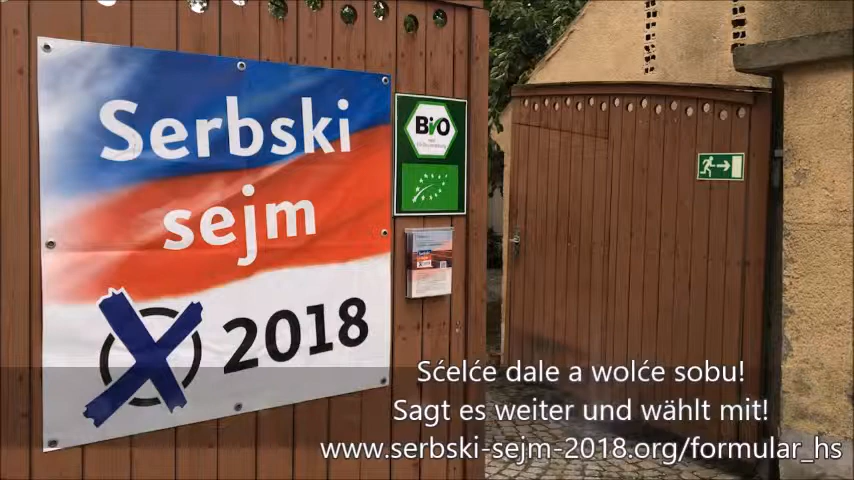 Serbski
sejm
2018
BiO
Sćelće dale a wolće sobu!
Sagt es weiter und wählt mit!
www.serbski-sejm-2018.org/formular_hs